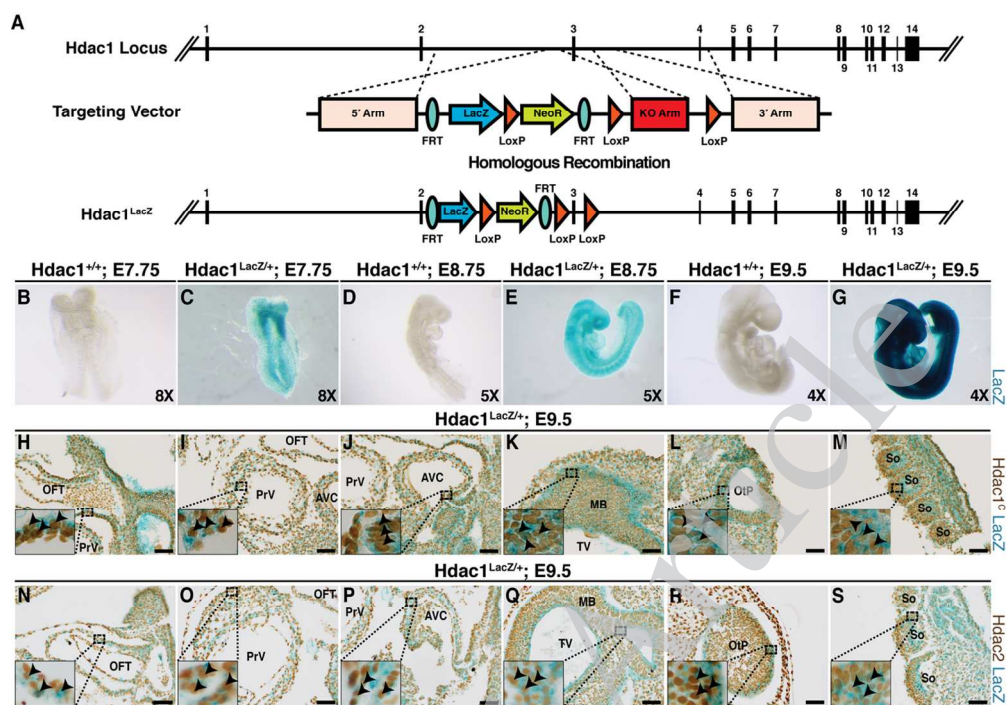 A
1 2 3 4 5 6 7 8 10 12 14
Hdac1 Locus
9 11 13
Targeting Vector
5´ Arm LacZ NeoR KO Arm 3´ Arm
FRT LoxP FRT LoxP LoxP
Homologous Recombination
FRT
1 2 3 4 5 6 7 8 10 12 14
Hdac1LacZ
LacZ NeoR
FRT LoxP LoxP LoxP
9 11 13
Hdac1+/+; E7.75 Hdac1LacZ/+; E7.75 Hdac1+/+; E8.75 Hdac1LacZ/+; E8.75 Hdac1+/+; E9.5 Hdac1LacZ/+; E9.5
B C D E F G
8X 8X 5X 5X 4X 4X
LacZ
Hdac1LacZ/+; E9.5
H I J K L M
OFT PrV
PrV OFT AVC
PrV AVC
MB TV
OtP
So So So So
Hdac1c LacZ
Hdac1LacZ/+; E9.5
N O P Q R S
OFT
OFT PrV
PrV AVC
MB TV
OtP
So So So
Hdac2 LacZ
Article